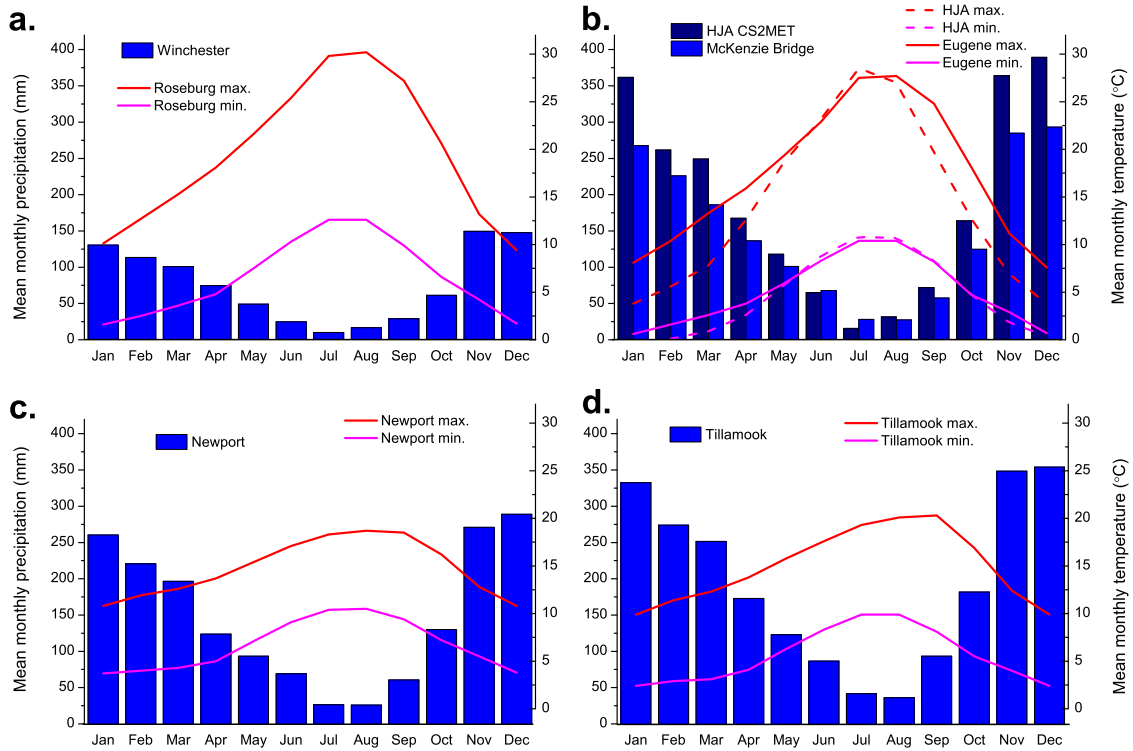 a.
Winchester
Roseburg max.
Roseburg min.
Mean monthly precipitation (mm)
400
350
300
250
200
150
100
50
0
30
25
20
15
10
5
0
Jan Feb Mar Apr May Jun Jul Aug Sep Oct Nov Dec
b.
HJA CS2MET
McKenzie Bridge
HJA max.
HJA min.
Eugene max.
Eugene min.
400
350
300
250
200
150
100
50
0
30
25
20
15
10
5
0
Mean monthly temperature (°C)
Jan Feb Mar Apr May Jun Jul Aug Sep Oct Nov Dec
c.
Newport
Newport max.
Newport min.
Mean monthly precipitation (mm)
400
350
300
250
200
150
100
50
0
30
25
20
15
10
5
0
Jan Feb Mar Apr May Jun Jul Aug Sep Oct Nov Dec
d.
Tillamook
Tillamook max.
Tillamook min.
400
350
300
250
200
150
100
50
0
30
25
20
15
10
5
0
Mean monthly temperature (°C)
Jan Feb Mar Apr May Jun Jul Aug Sep Oct Nov Dec